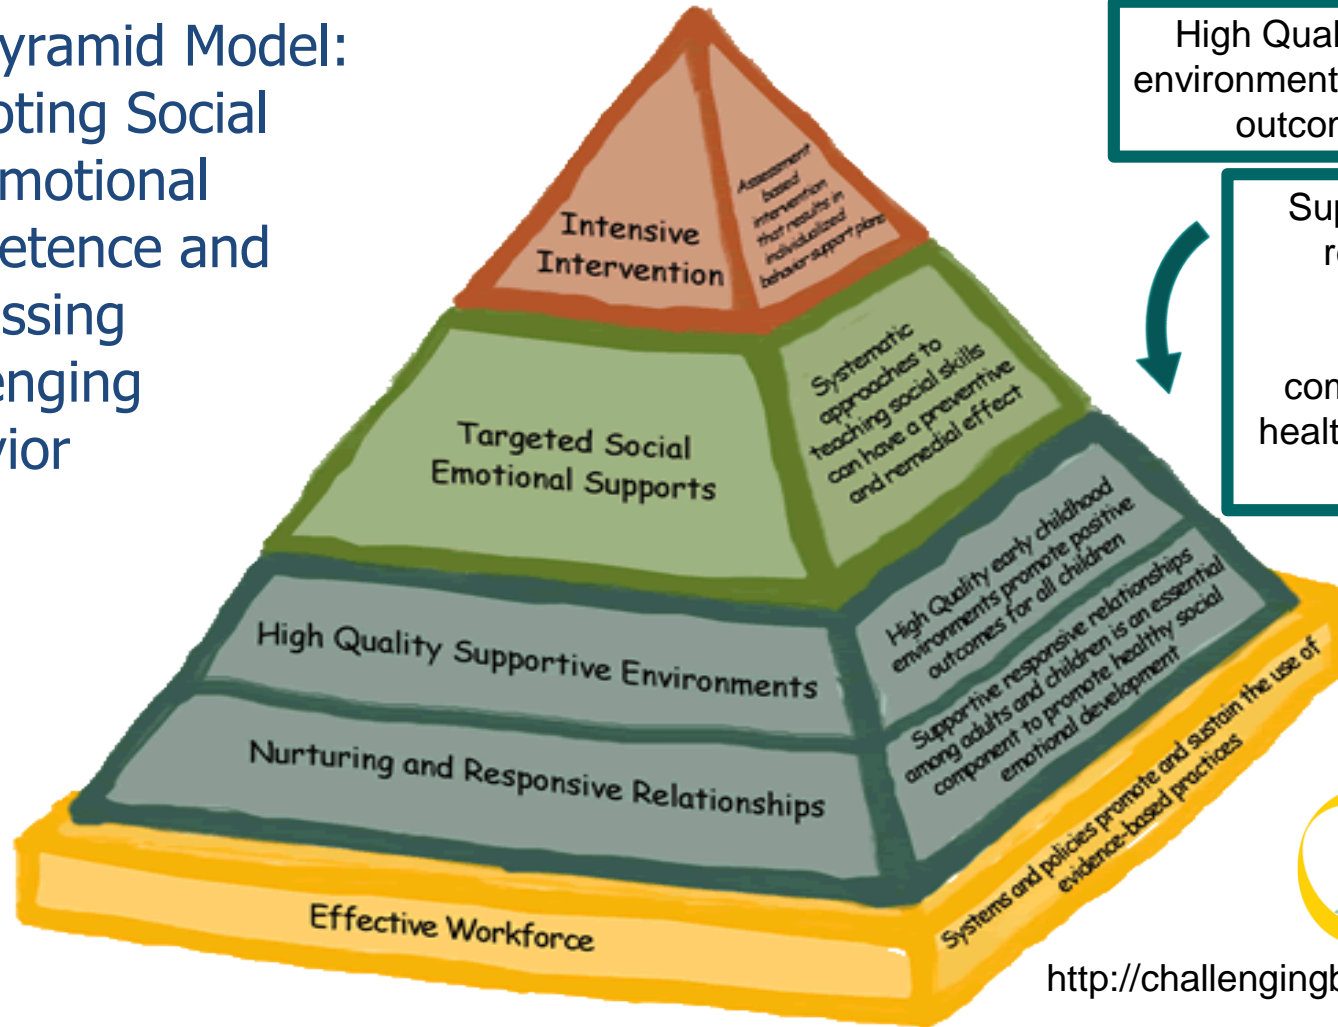 yramid Model:
oting Social
motional
etence and
ssing
enging
vior
High Qual
environment
outcor
Sup
r
com
healt
Intensive
Intervention
Assessment
based
intervention
that results in
individualized
behavior support plans
Targeted Social
Emotional Supports
Systematic
approaches to
teaching social skills
can have a preventive
and remedial effect
High Quality Supportive Environments
High Quality early childhood
environments promote positive
outcomes for all children
Nurturing and Responsive Relationships
Supportive responsive relationships
among adults and children is an essential
component to promote healthy social
emotional development
Effective Workforce
Systems and policies promote and sustain the use of
evidence-based practices
http://challengingb